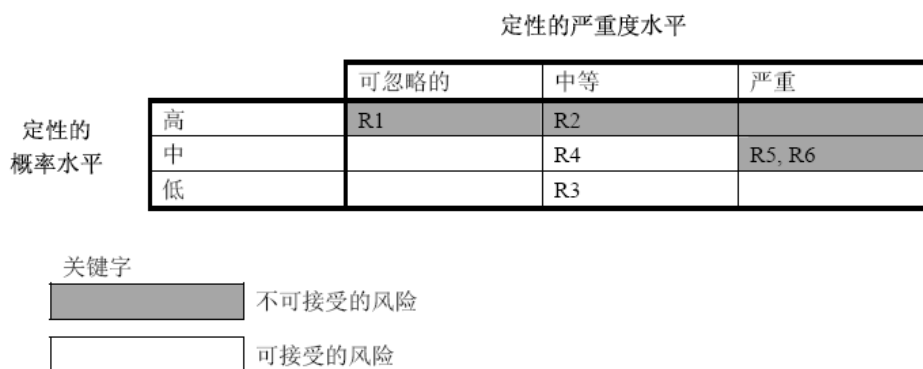 定性的严重度水平
可忽略的 中等 严重
定性的
概率水平
高 R1 R2
中 R4 R5, R6
低 R3
关键字
不可接受的风险
可接受的风险